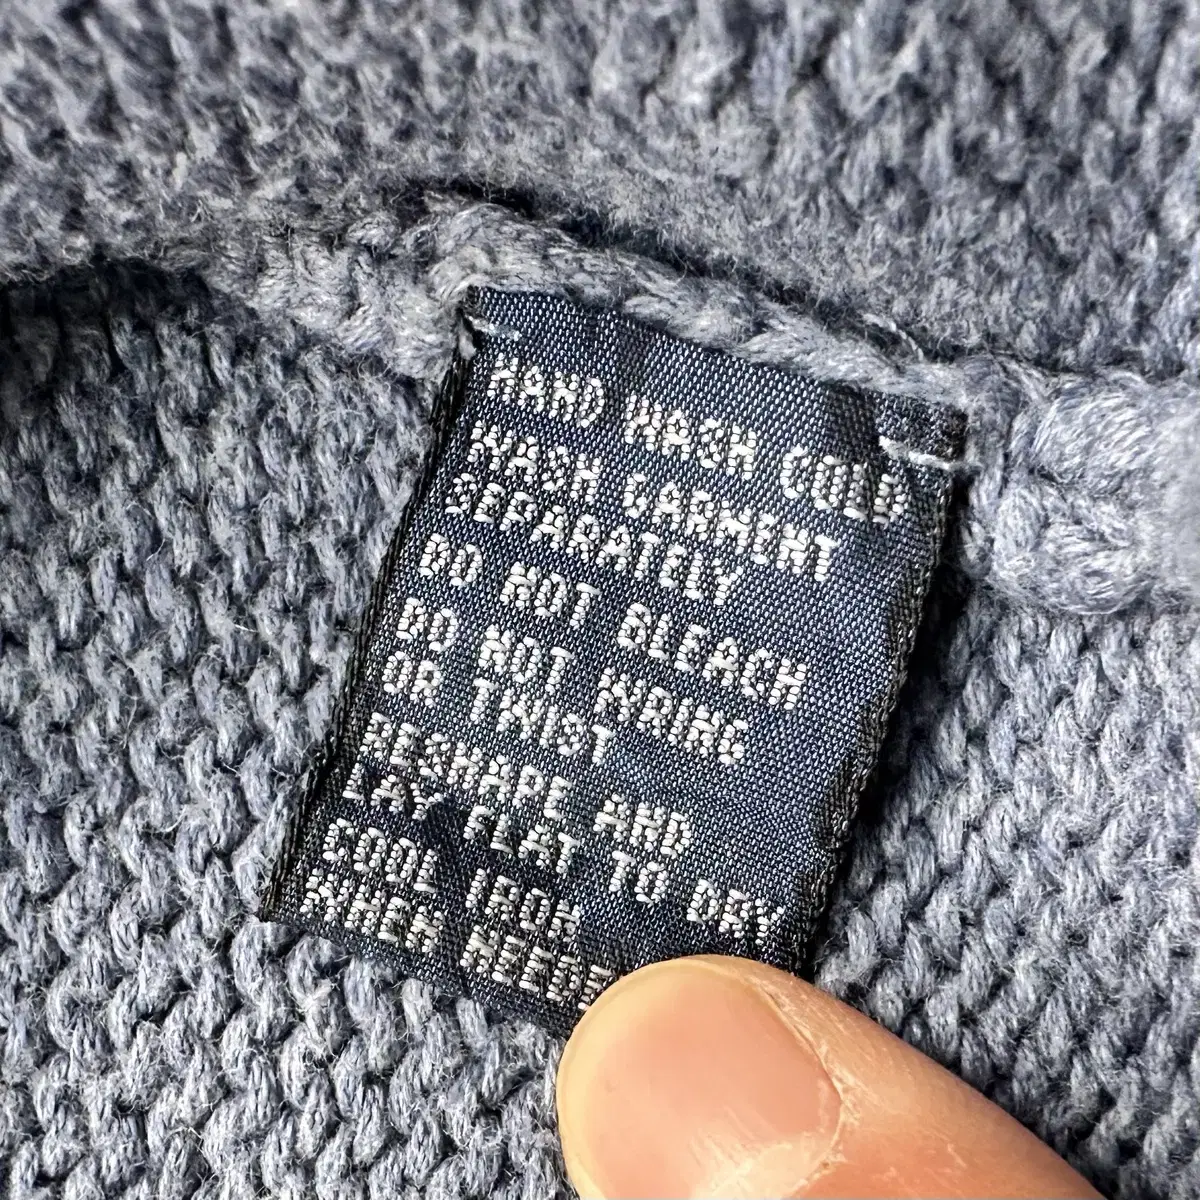 HAND WASH COLD
WASH GARMENT
SEPARATELY
DO NOT BLEACH
DO NOT WRING
OR TWIST
RESHAPE AND
LAY FLAT TO DRY
COOL IRON
WHEN NEEDE